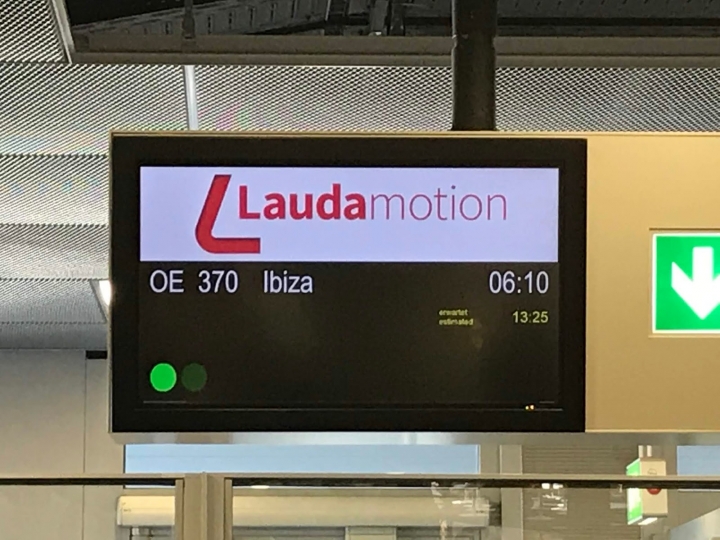 Laudamotion
OE 370 Ibiza 06:10
erwartet
estimated 13:25